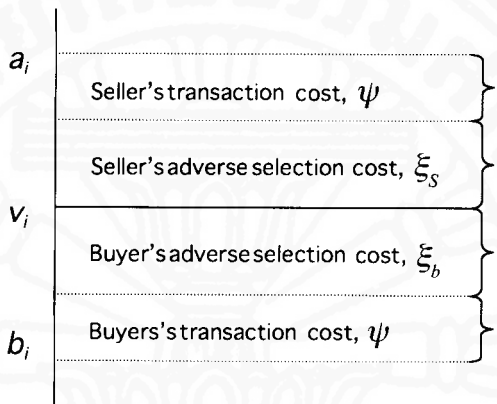 a_i
Seller's transaction cost, ψ
Seller's adverse selection cost, ξ_S
v_i
Buyer's adverse selection cost, ξ_b
b_i
Buyers's transaction cost, ψ